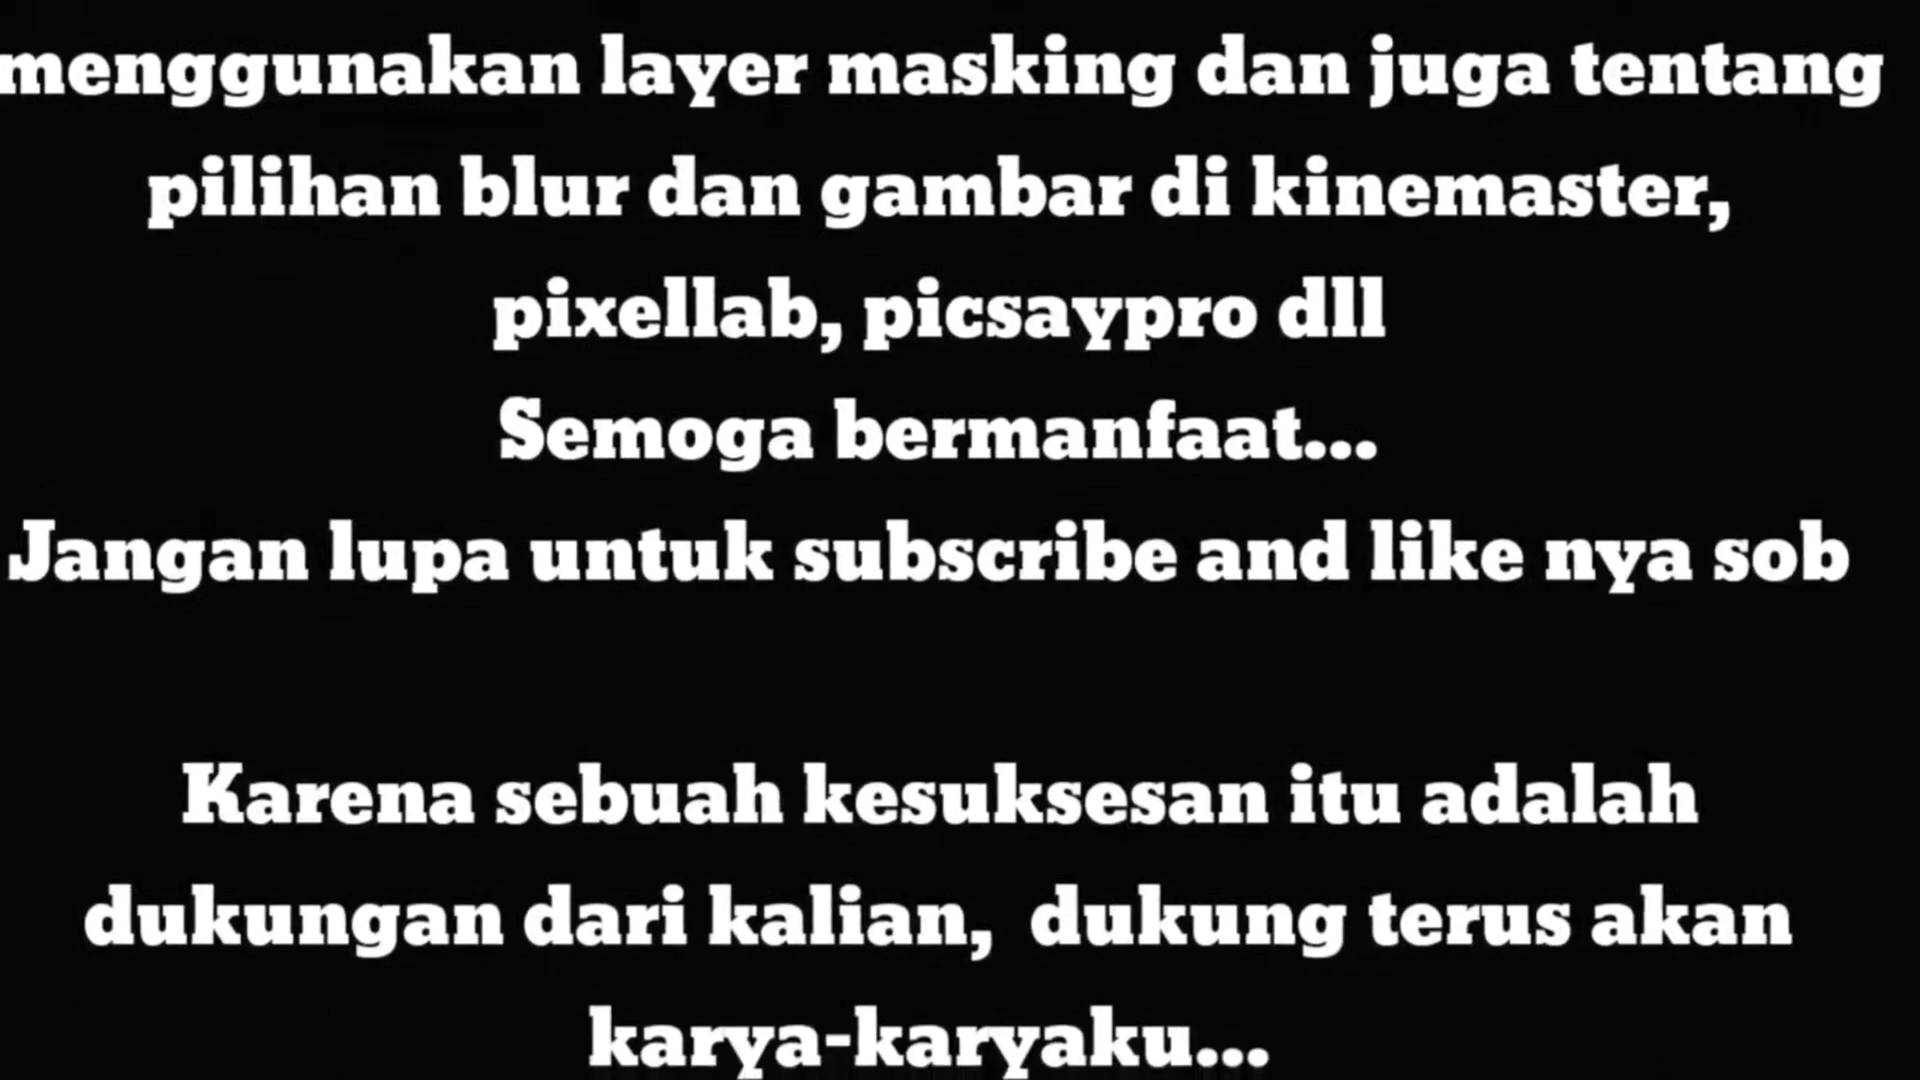 menggunakan layer masking dan juga tentang
pilihan blur dan gambar di kinemaster,
pixellab, picsaypro dll
Semoga bermanfaat...
Jangan lupa untuk subscribe and like nya sob
Karena sebuah kesuksesan itu adalah
dukungan dari kalian, dukung terus akan
karya-karyaku...